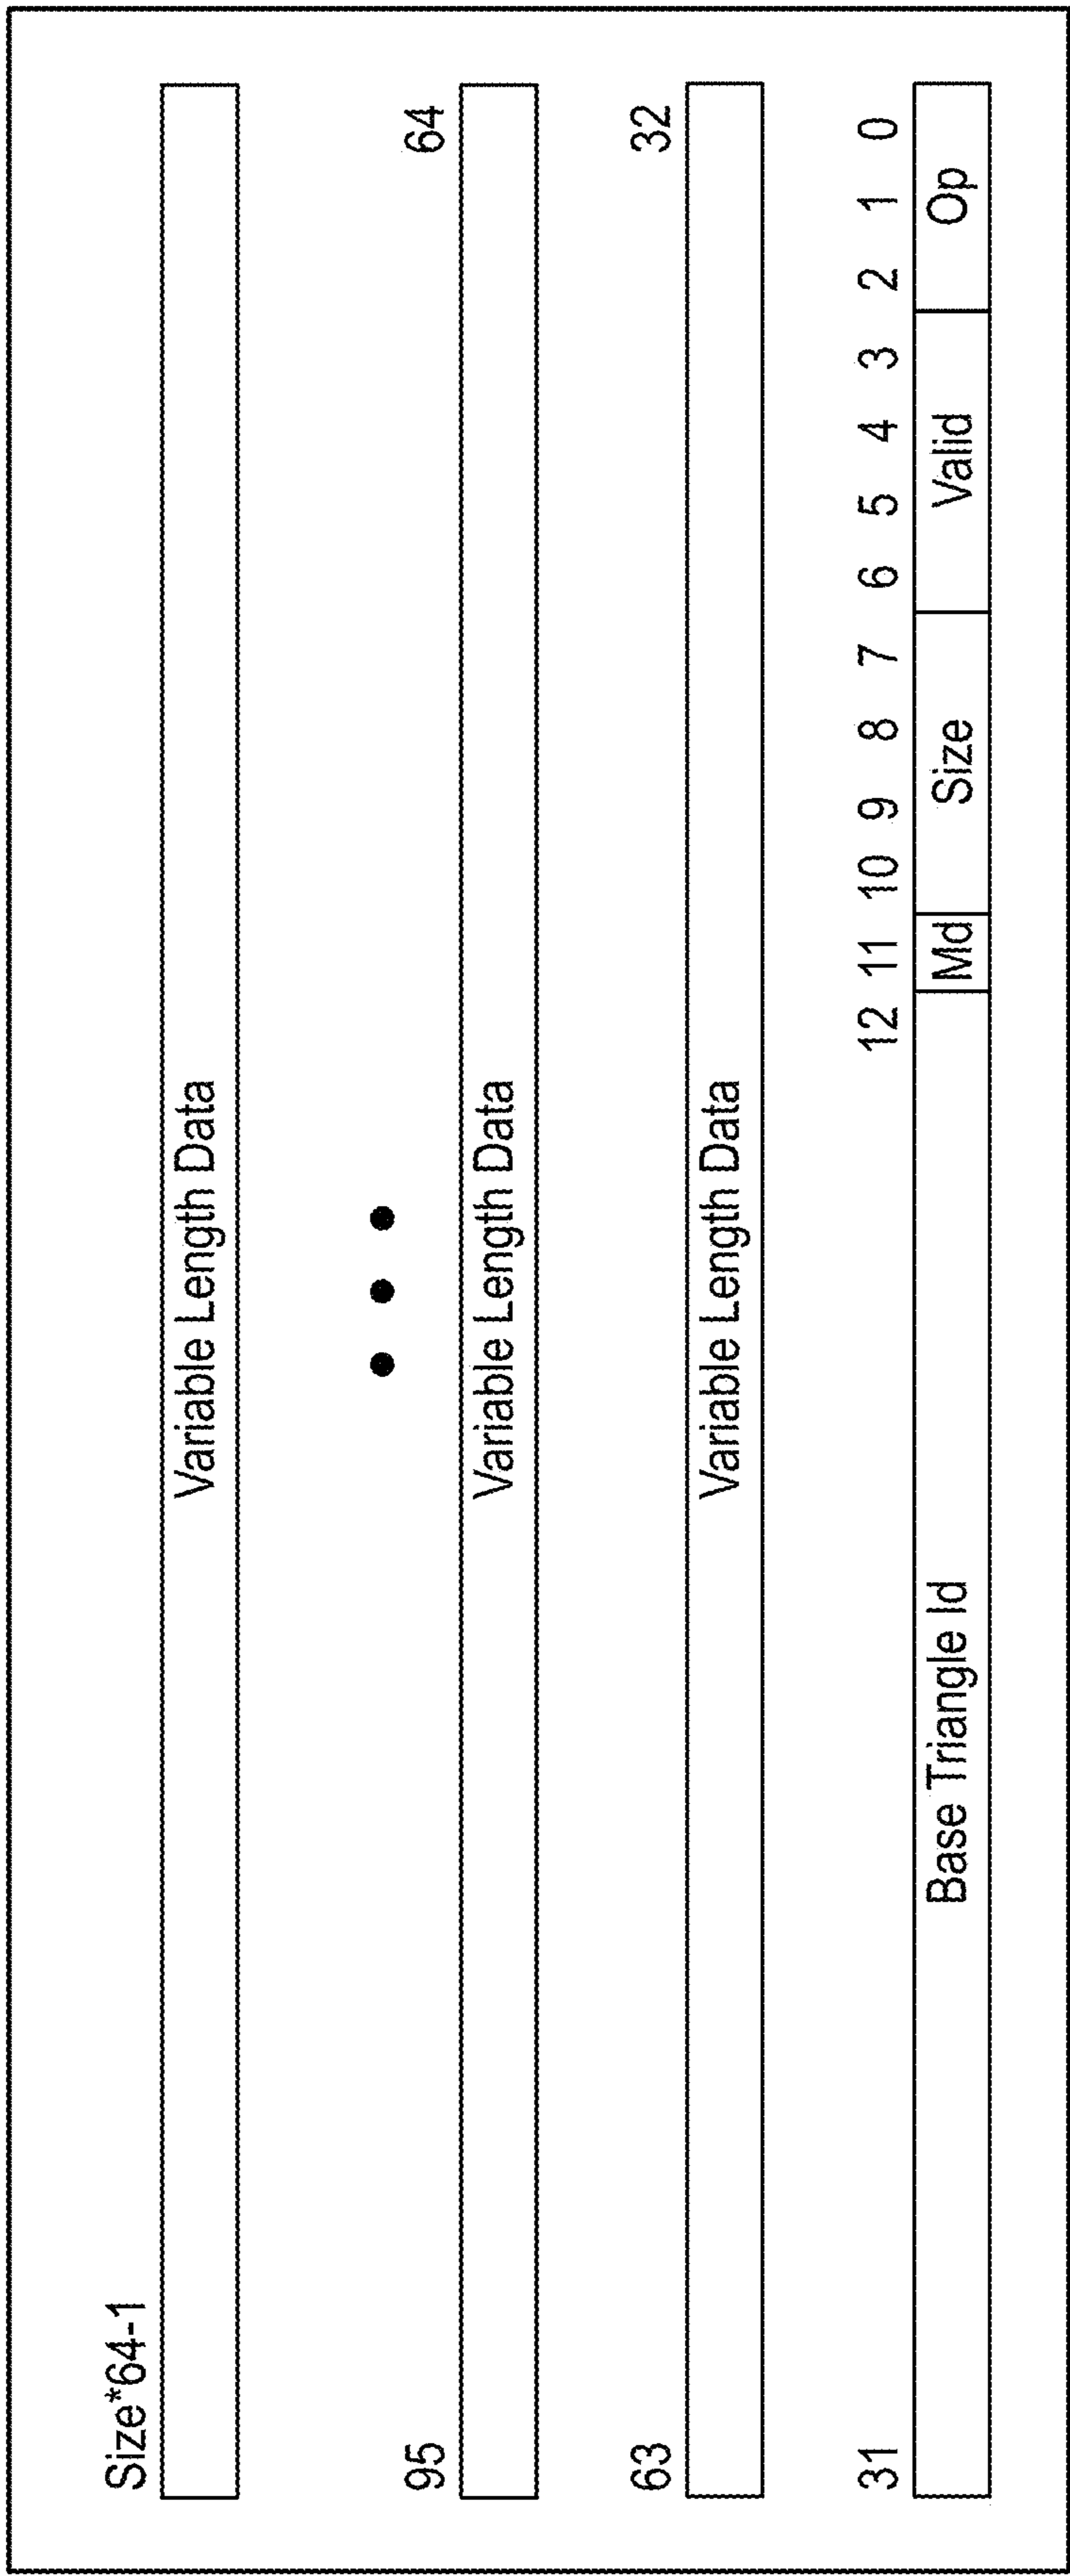 Size*64-1
Variable Length Data
95 64
Variable Length Data
63 32
Variable Length Data
31 12 11 10 9 8 7 6 5 4 3 2 1 0
Base Triangle Id Md Size Valid Op